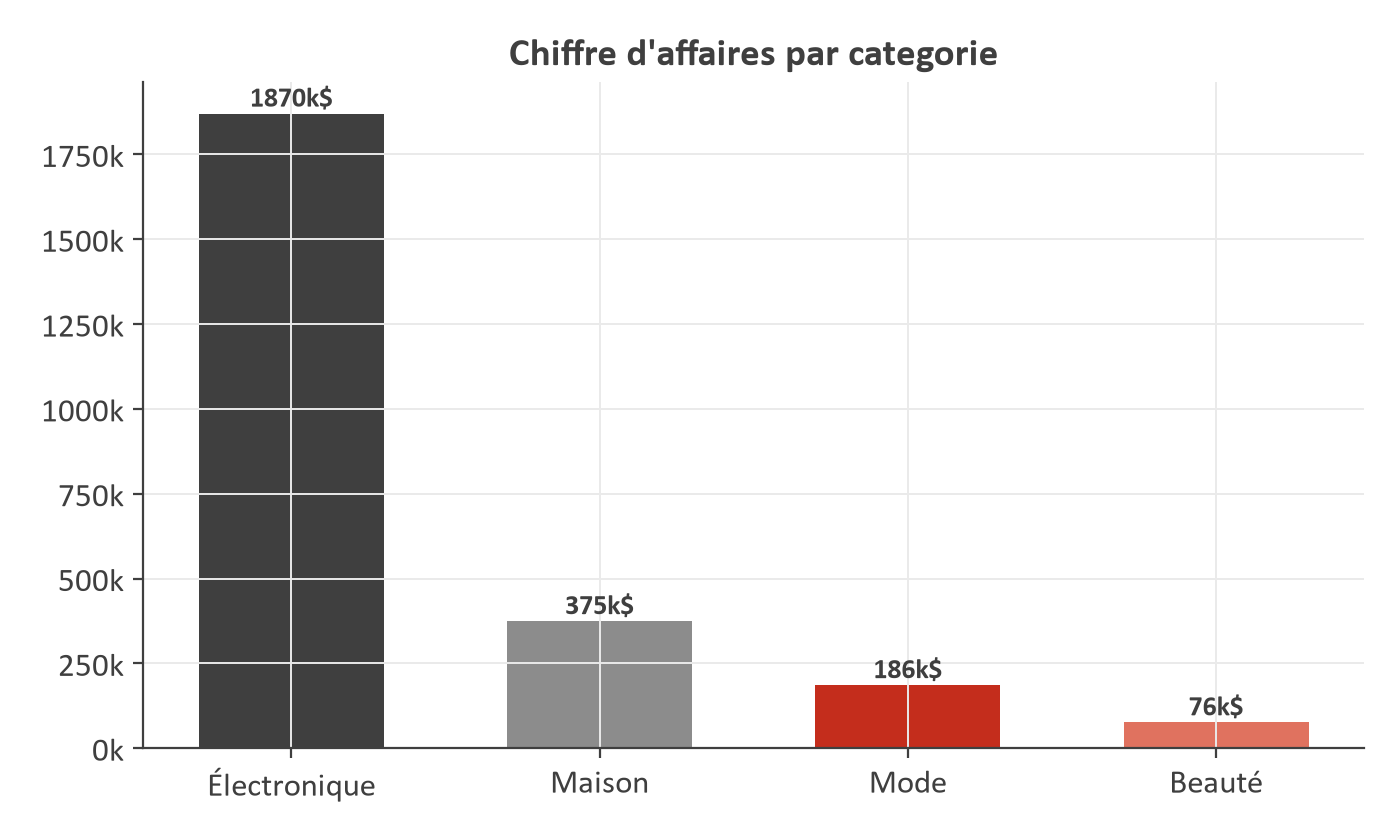 Chiffre d'affaires par categorie
1870k$
1750k
1500k
1250k
1000k
750k
500k
375k$
250k
186k$
76k$
0k
Électronique Maison Mode Beauté